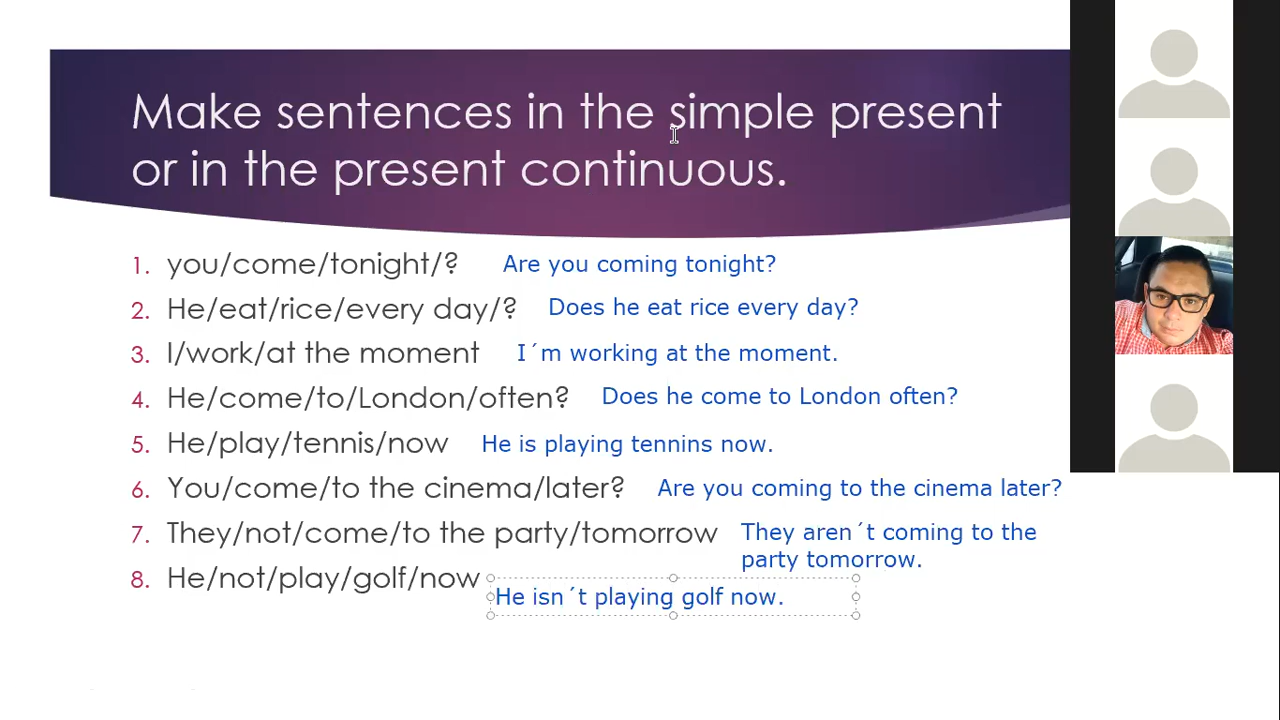 Make sentences in the simple present
or in the present continuous.
1. you/come/tonight/? Are you coming tonight?
2. He/eat/rice/every day/? Does he eat rice every day?
3. I/work/at the moment I´m working at the moment.
4. He/come/to/London/often? Does he come to London often?
5. He/play/tennis/now He is playing tennins now.
6. You/come/to the cinema/later? Are you coming to the cinema later?
7. They/not/come/to the party/tomorrow They aren´t coming to the
party tomorrow.
8. He/not/play/golf/now
He isn´t playing golf now.